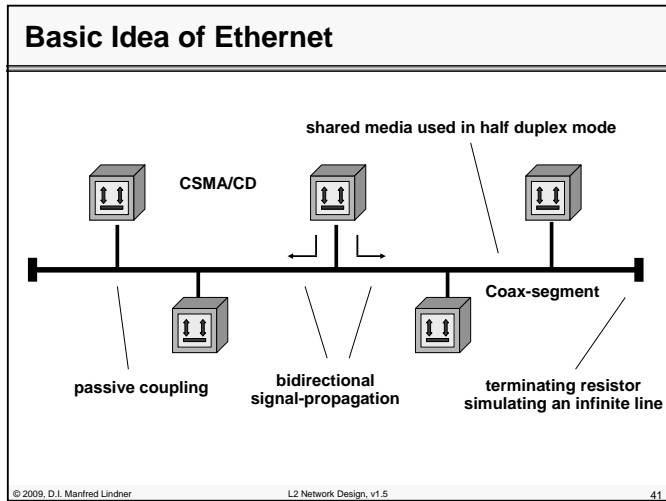 Basic Idea of Ethernet
shared media used in half duplex mode
CSMA/CD
Coax-segment
passive coupling
bidirectional
signal-propagation
terminating resistor
simulating an infinite line
© 2009, D.I. Manfred Lindner
L2 Network Design, v1.5
41